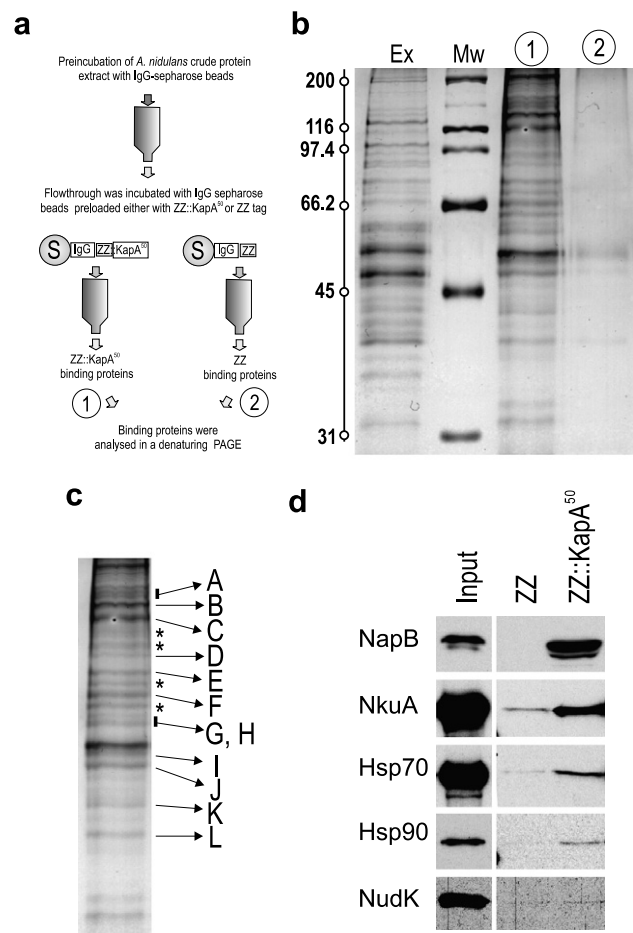 a
Preincubation of A. nidulans crude protein
extract with IgG-sepharose beads
Flowthrough was incubated with IgG sepharose
beads preloaded either with ZZ::KapA⁵⁰ or ZZ tag
S IgG ZZ::KapA⁵⁰ S IgG ZZ
ZZ::KapA⁵⁰
binding proteins
ZZ
binding proteins
1 2
Binding proteins were
analysed in a denaturing PAGE
b
Ex Mw 1 2
200
116
97.4
66.2
45
31
c
A
B
C
*
*
D
E
*
F
*
G, H
I
J
K
L
d
Input ZZ ZZ::KapA⁵⁰
NapB
NkuA
Hsp70
Hsp90
NudK